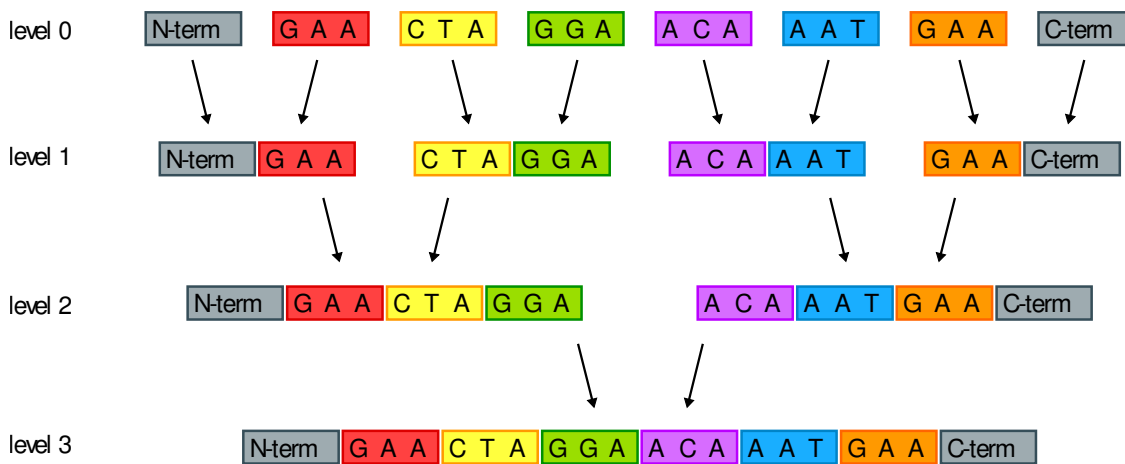 level 0 N-term G A A C T A G G A A C A A A T G A A C-term
level 1 N-term G A A C T A G G A A C A A A T G A A C-term
level 2 N-term G A A C T A G G A A C A A A T G A A C-term
level 3 N-term G A A C T A G G A A C A A A T G A A C-term